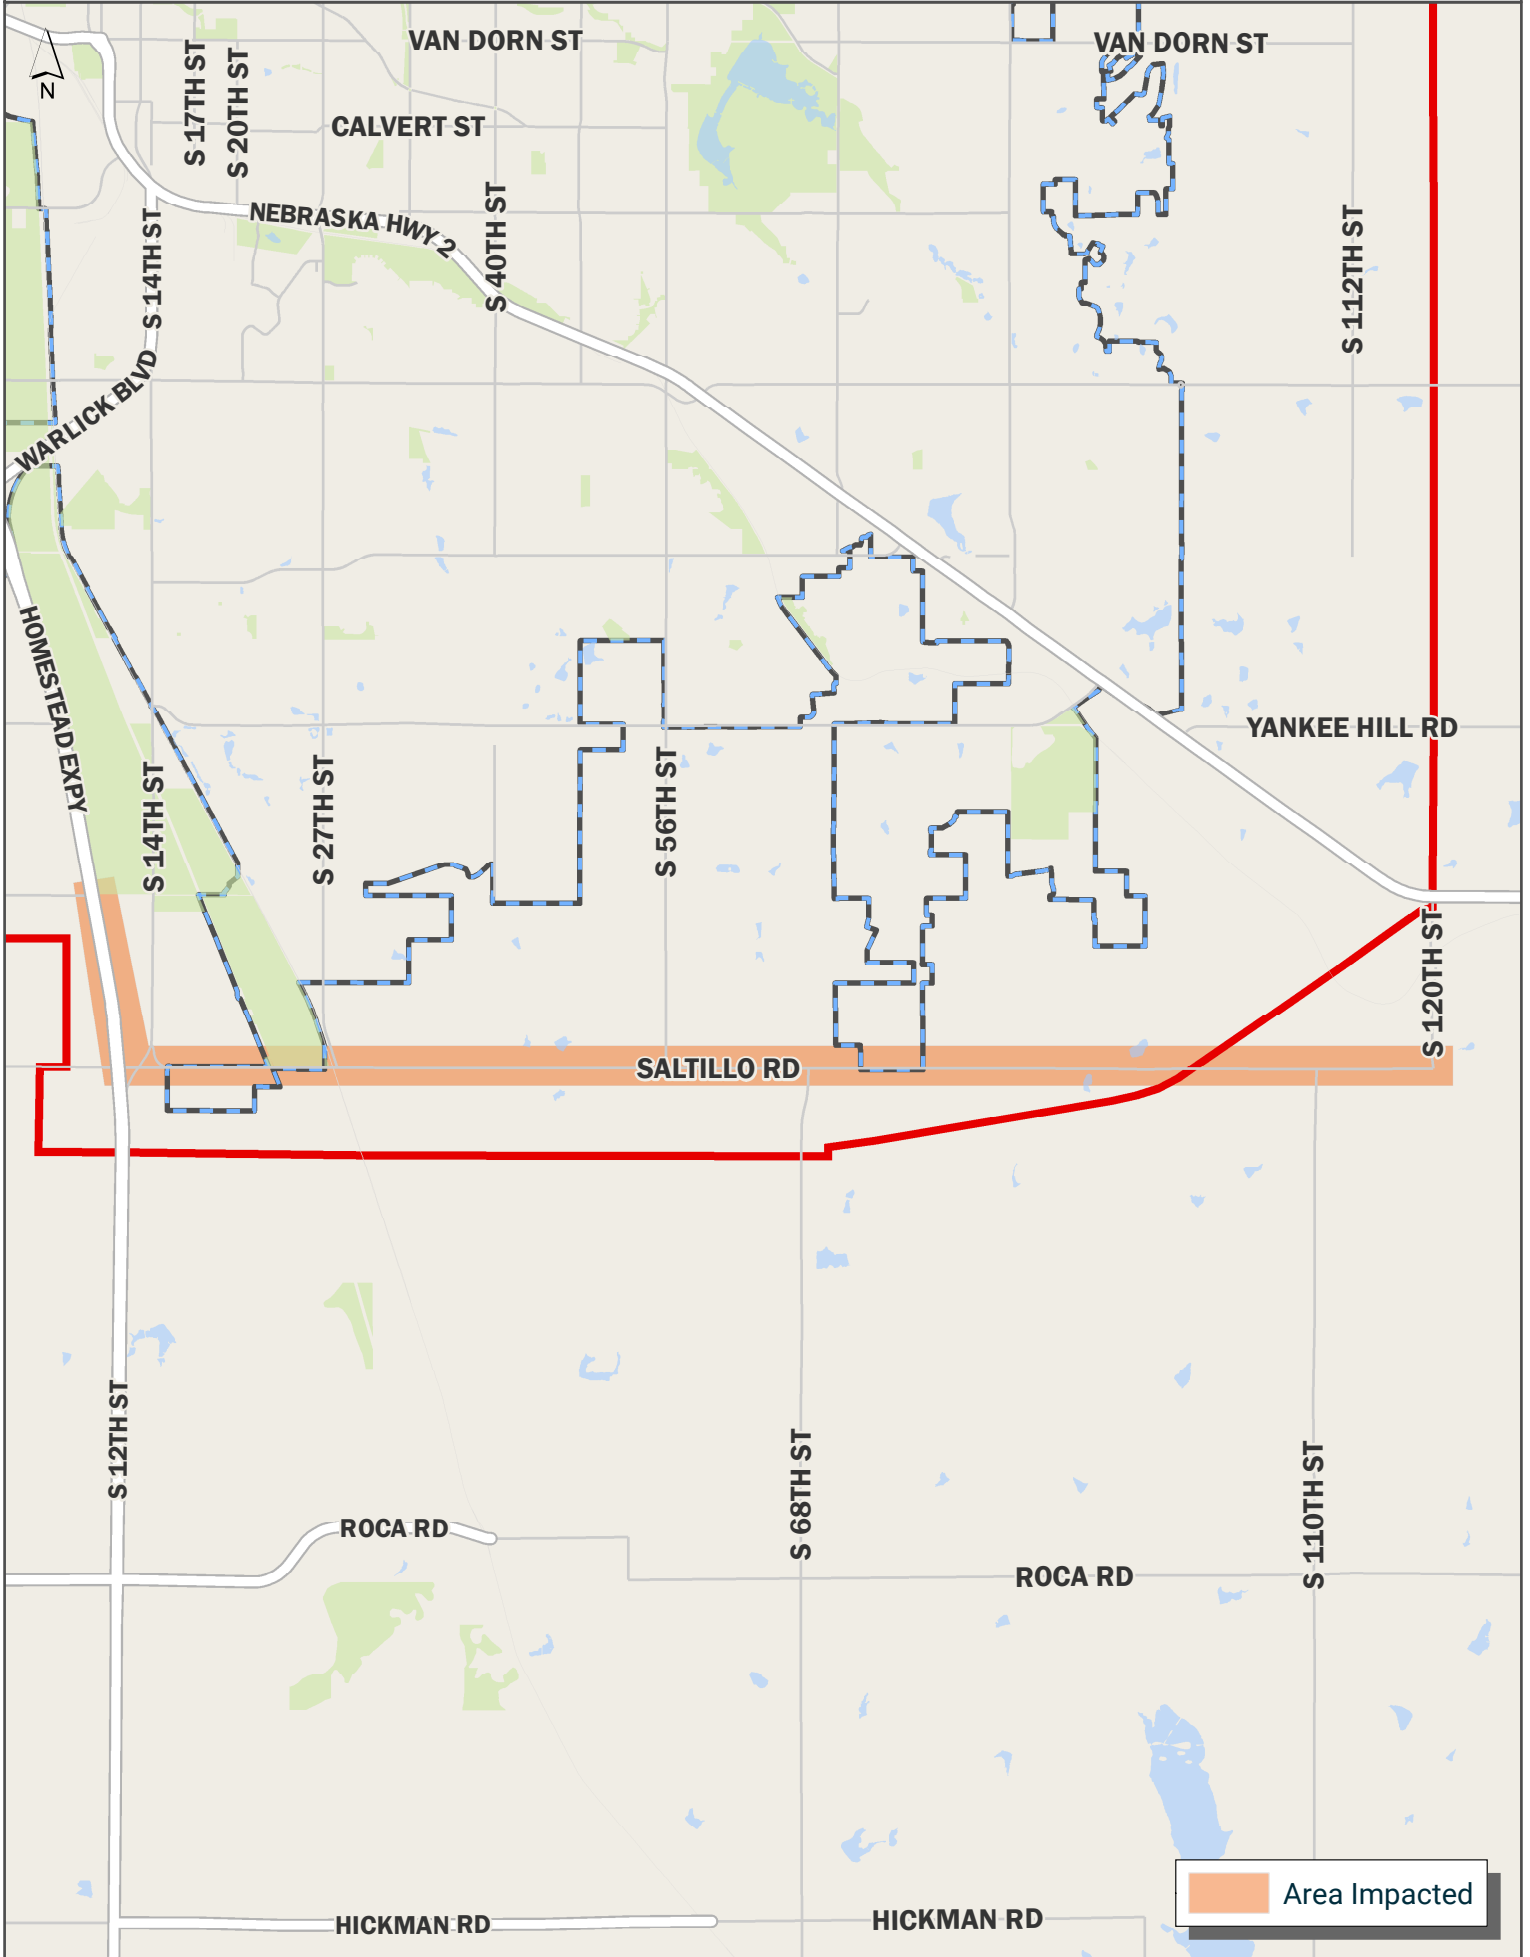 VAN DORN ST
VAN DORN ST
N
S 17TH ST
S 20TH ST
CALVERT ST
NEBRASKA HWY 2
S 40TH ST
S 14TH ST
S 112TH ST
WARLICK BLVD
HOMESTEAD EXPY
YANKEE HILL RD
S 14TH ST
S 27TH ST
S 56TH ST
S 120TH ST
SALTILLO RD
S 12TH ST
S 68TH ST
S 110TH ST
ROCA RD
ROCA RD
Area Impacted
HICKMAN RD
HICKMAN RD